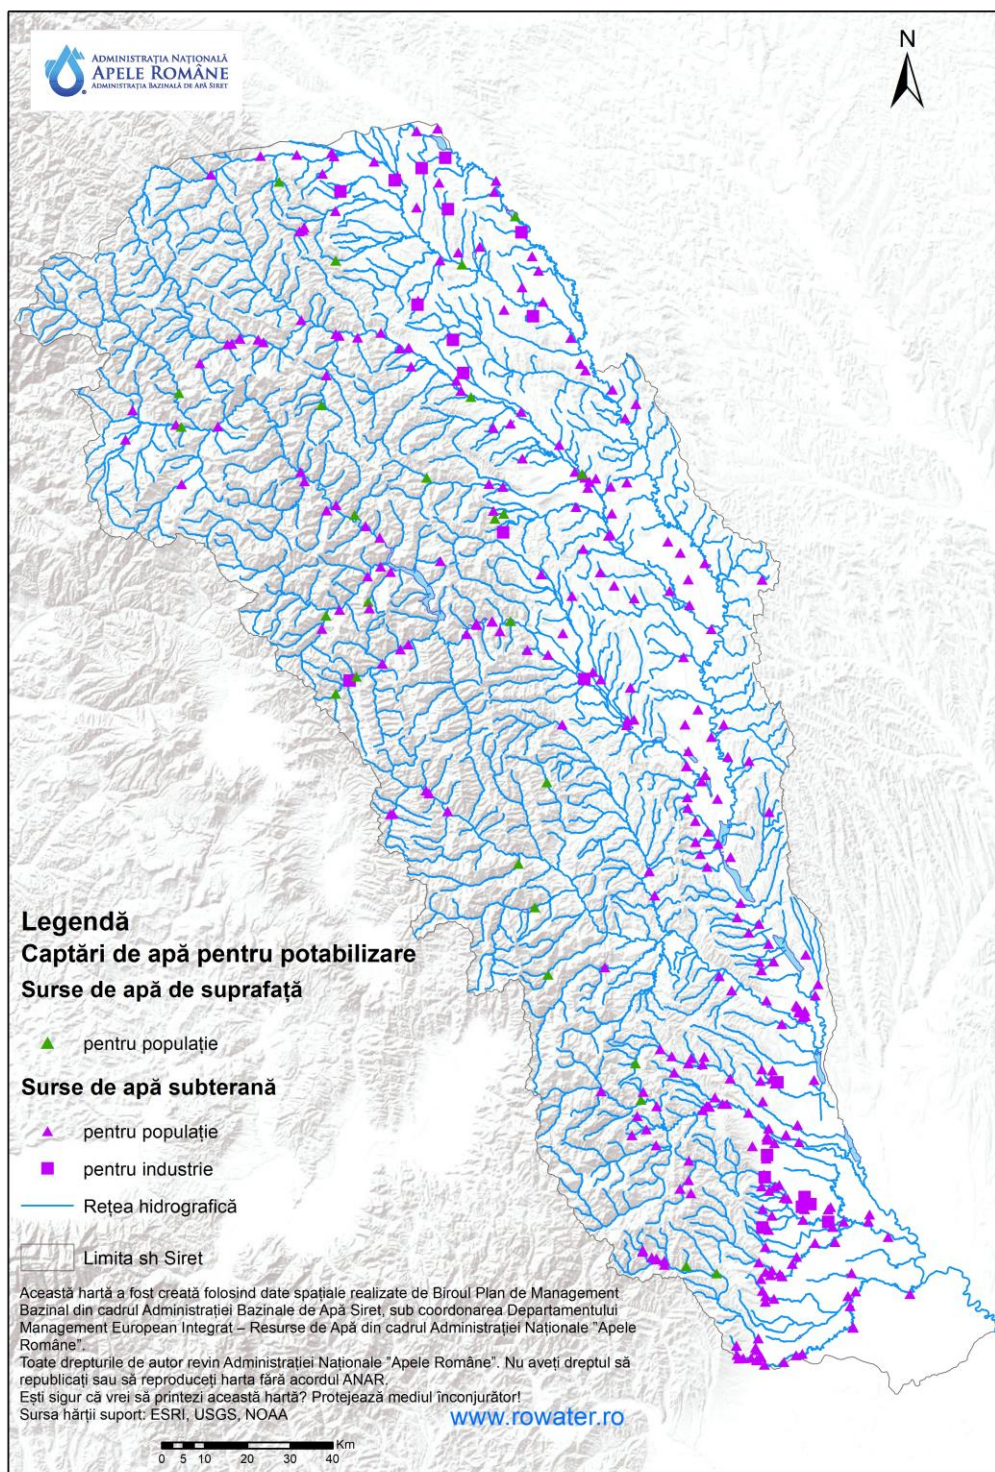 ADMINISTRAȚIA NAȚIONALĂ
APELE ROMÂNE
ADMINISTRAȚIA BAZINALĂ DE APĂ SIRET
N
Legendă
Captări de apă pentru potabilizare
Surse de apă de suprafață
pentru populație
Surse de apă subterană
pentru populație
pentru industrie
Rețea hidrografică
Limita sh Siret
Această hartă a fost creată folosind date spațiale realizate de Biroul Plan de Management
Bazinal din cadrul Administrației Bazinale de Apă Siret, sub coordonarea Departamentului
Management European Integrat – Resurse de Apă din cadrul Administrației Naționale "Apele
Române".
Toate drepturile de autor revin Administrației Naționale "Apele Române". Nu aveți dreptul să
republicați sau să reproduceți harta fără acordul ANAR.
Ești sigur că vrei să printezi această hartă? Protejează mediul înconjurător!
Sursa hărții suport: ESRI, USGS, NOAA
www.rowater.ro
Km
0 5 10 20 30 40